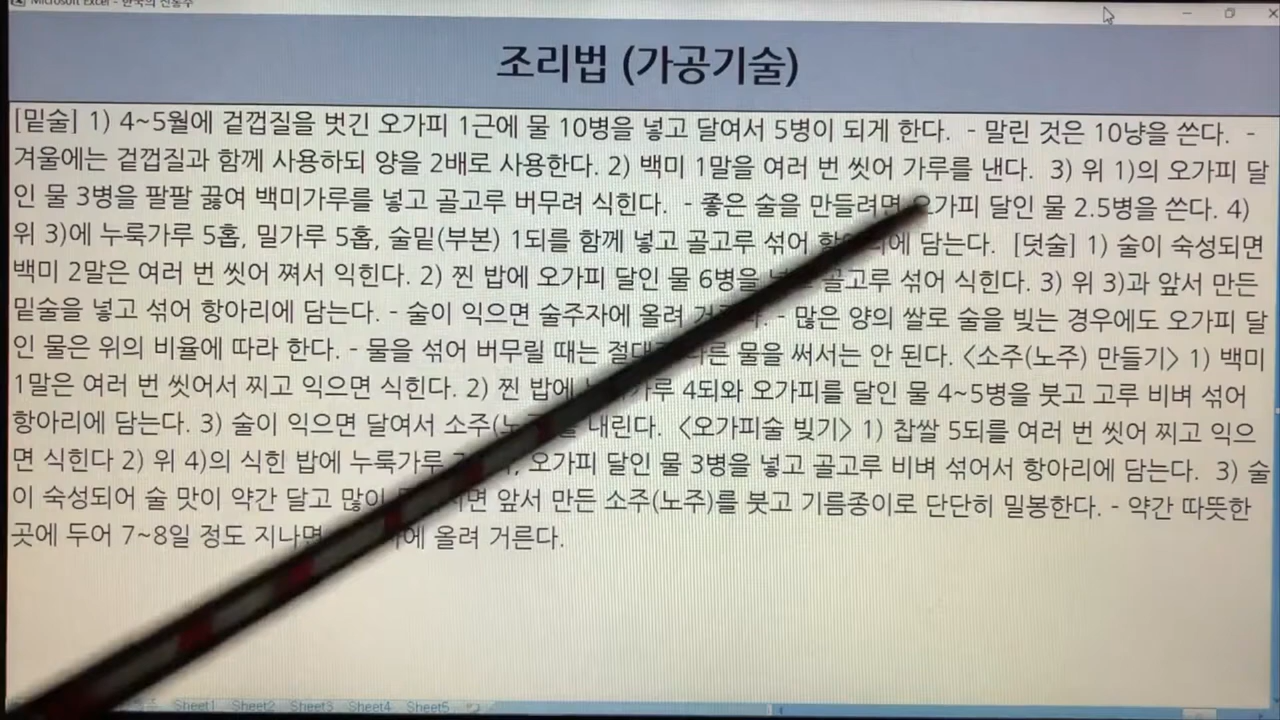 Microsoft Excel - 한국의 전통주
조리법 (가공기술)
[밑술] 1) 4~5월에 겉껍질을 벗긴 오가피 1근에 물 10병을 넣고 달여서 5병이 되게 한다. - 말린 것은 10냥을 쓴다. -
겨울에는 겉껍질과 함께 사용하되 양을 2배로 사용한다. 2) 백미 1말을 여러 번 씻어 가루를 낸다. 3) 위 1)의 오가피 달
인 물 3병을 팔팔 끓여 백미가루를 넣고 골고루 버무려 식힌다. - 좋은 술을 만들려면 오가피 달인 물 2.5병을 쓴다. 4)
위 3)에 누룩가루 5홉, 밀가루 5홉, 술밑(부본) 1되를 함께 넣고 골고루 섞어 담는다. [덧술] 1) 술이 숙성되면
백미 2말은 여러 번 씻어 쪄서 익힌다. 2) 찐 밥에 오가피 달인 물 6병을 골고루 섞어 식힌다. 3) 위 3)과 앞서 만든
밑술을 넣고 섞어 항아리에 담는다. - 술이 익으면 술주자에 올려 - 많은 양의 쌀로 술을 빚는 경우에도 오가피 달
인 물은 위의 비율에 따라 한다. - 물을 섞어 버무릴 때는 물을 써서는 안 된다. <소주(노주) 만들기> 1) 백미
1말은 여러 번 씻어서 찌고 익으면 식힌다. 2) 찐 밥에 4되와 오가피를 달인 물 4~5병을 붓고 고루 비벼 섞어
항아리에 담는다. 3) 술이 익으면 달여서 내린다. <오가피술 빚기> 1) 찹쌀 5되를 여러 번 씻어 찌고 익으
면 식힌다 2) 위 4)의 식힌 밥에 누룩가루 오가피 달인 물 3병을 넣고 골고루 비벼 섞어서 항아리에 담는다. 3) 술
이 숙성되어 술 맛이 약간 달고 많이 앞서 만든 소주(노주)를 붓고 기름종이로 단단히 밀봉한다. - 약간 따뜻한
곳에 두어 7~8일 정도 지나면 올려 거른다.
Sheet1 Sheet2 Sheet3 Sheet4 Sheet5